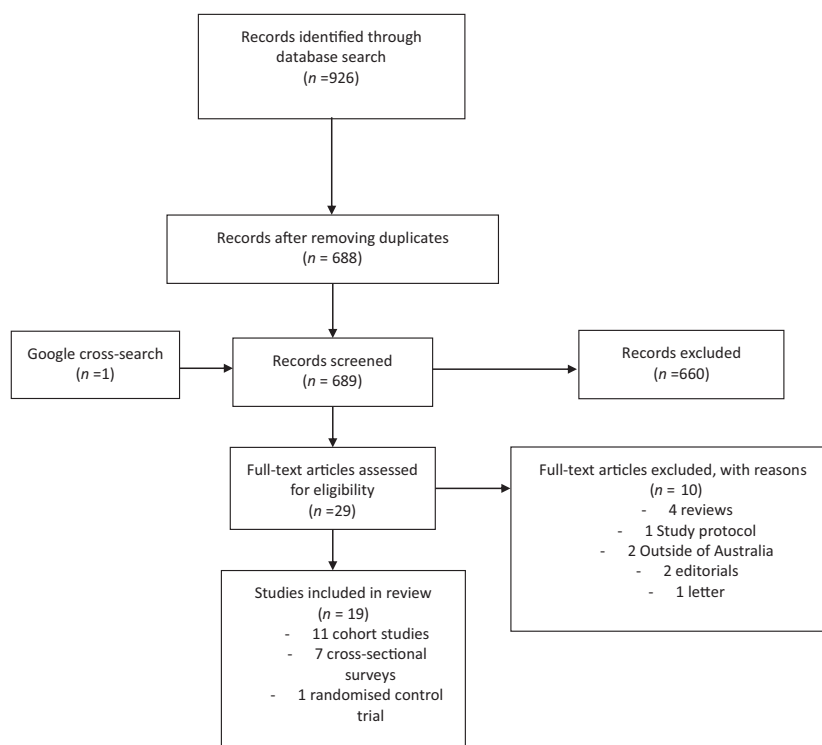 Records identified through
database search
(n =926)
Records after removing duplicates
(n = 688)
Google cross-search
(n =1)
Records screened
(n = 689)
Records excluded
(n =660)
Full-text articles assessed
for eligibility
(n =29)
Full-text articles excluded, with reasons
(n = 10)
- 4 reviews
- 1 Study protocol
- 2 Outside of Australia
- 2 editorials
- 1 letter
Studies included in review
(n = 19)
- 11 cohort studies
- 7 cross-sectional
surveys
- 1 randomised control
trial